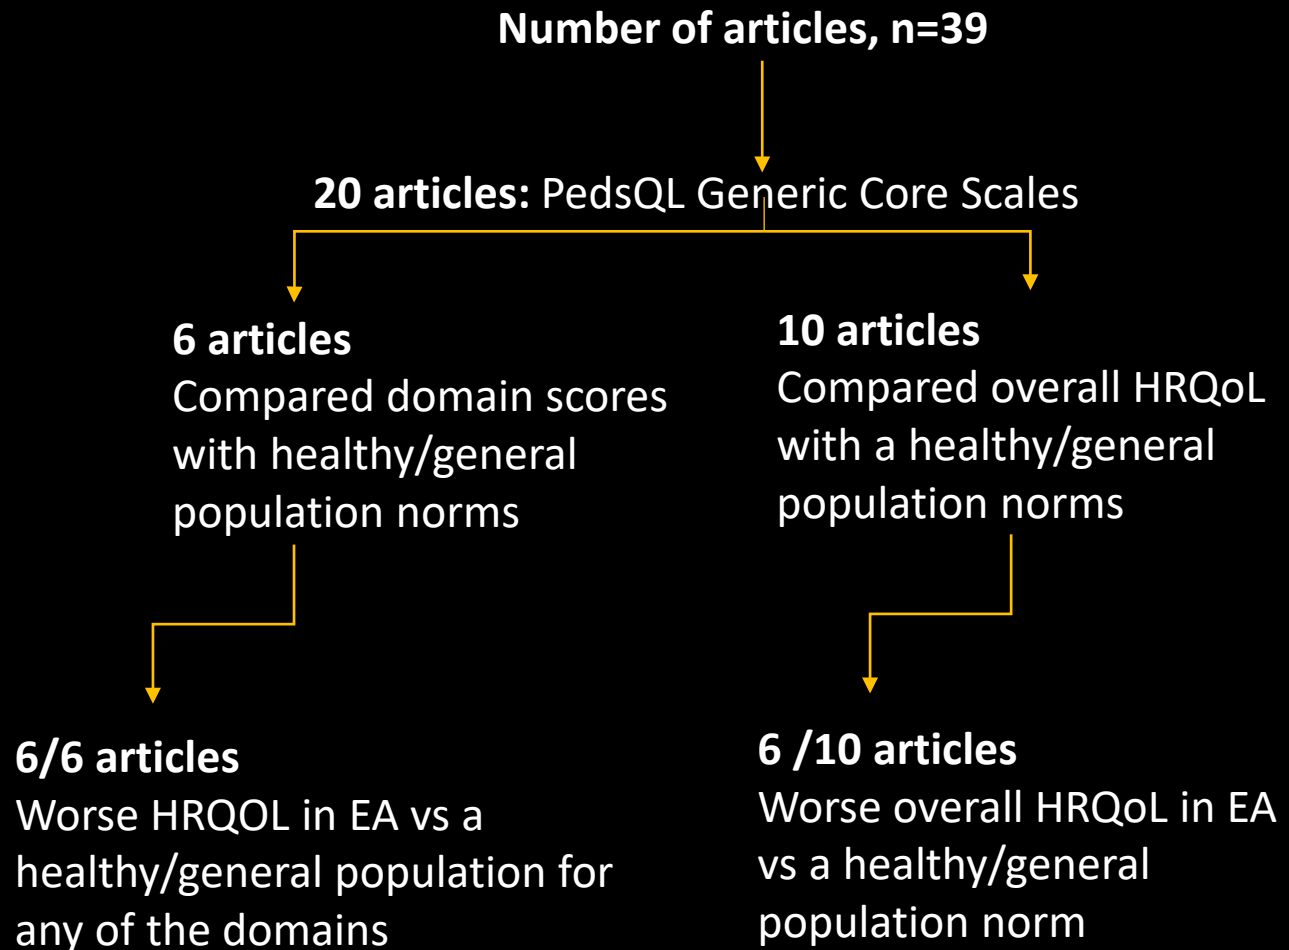 Number of articles, n=39
20 articles: PedsQL Generic Core Scales
6 articles
Compared domain scores
with healthy/general
population norms
10 articles
Compared overall HRQoL
with a healthy/general
population norms
6/6 articles
Worse HRQOL in EA vs a
healthy/general population for
any of the domains
6 /10 articles
Worse overall HRQoL in EA
vs a healthy/general
population norm